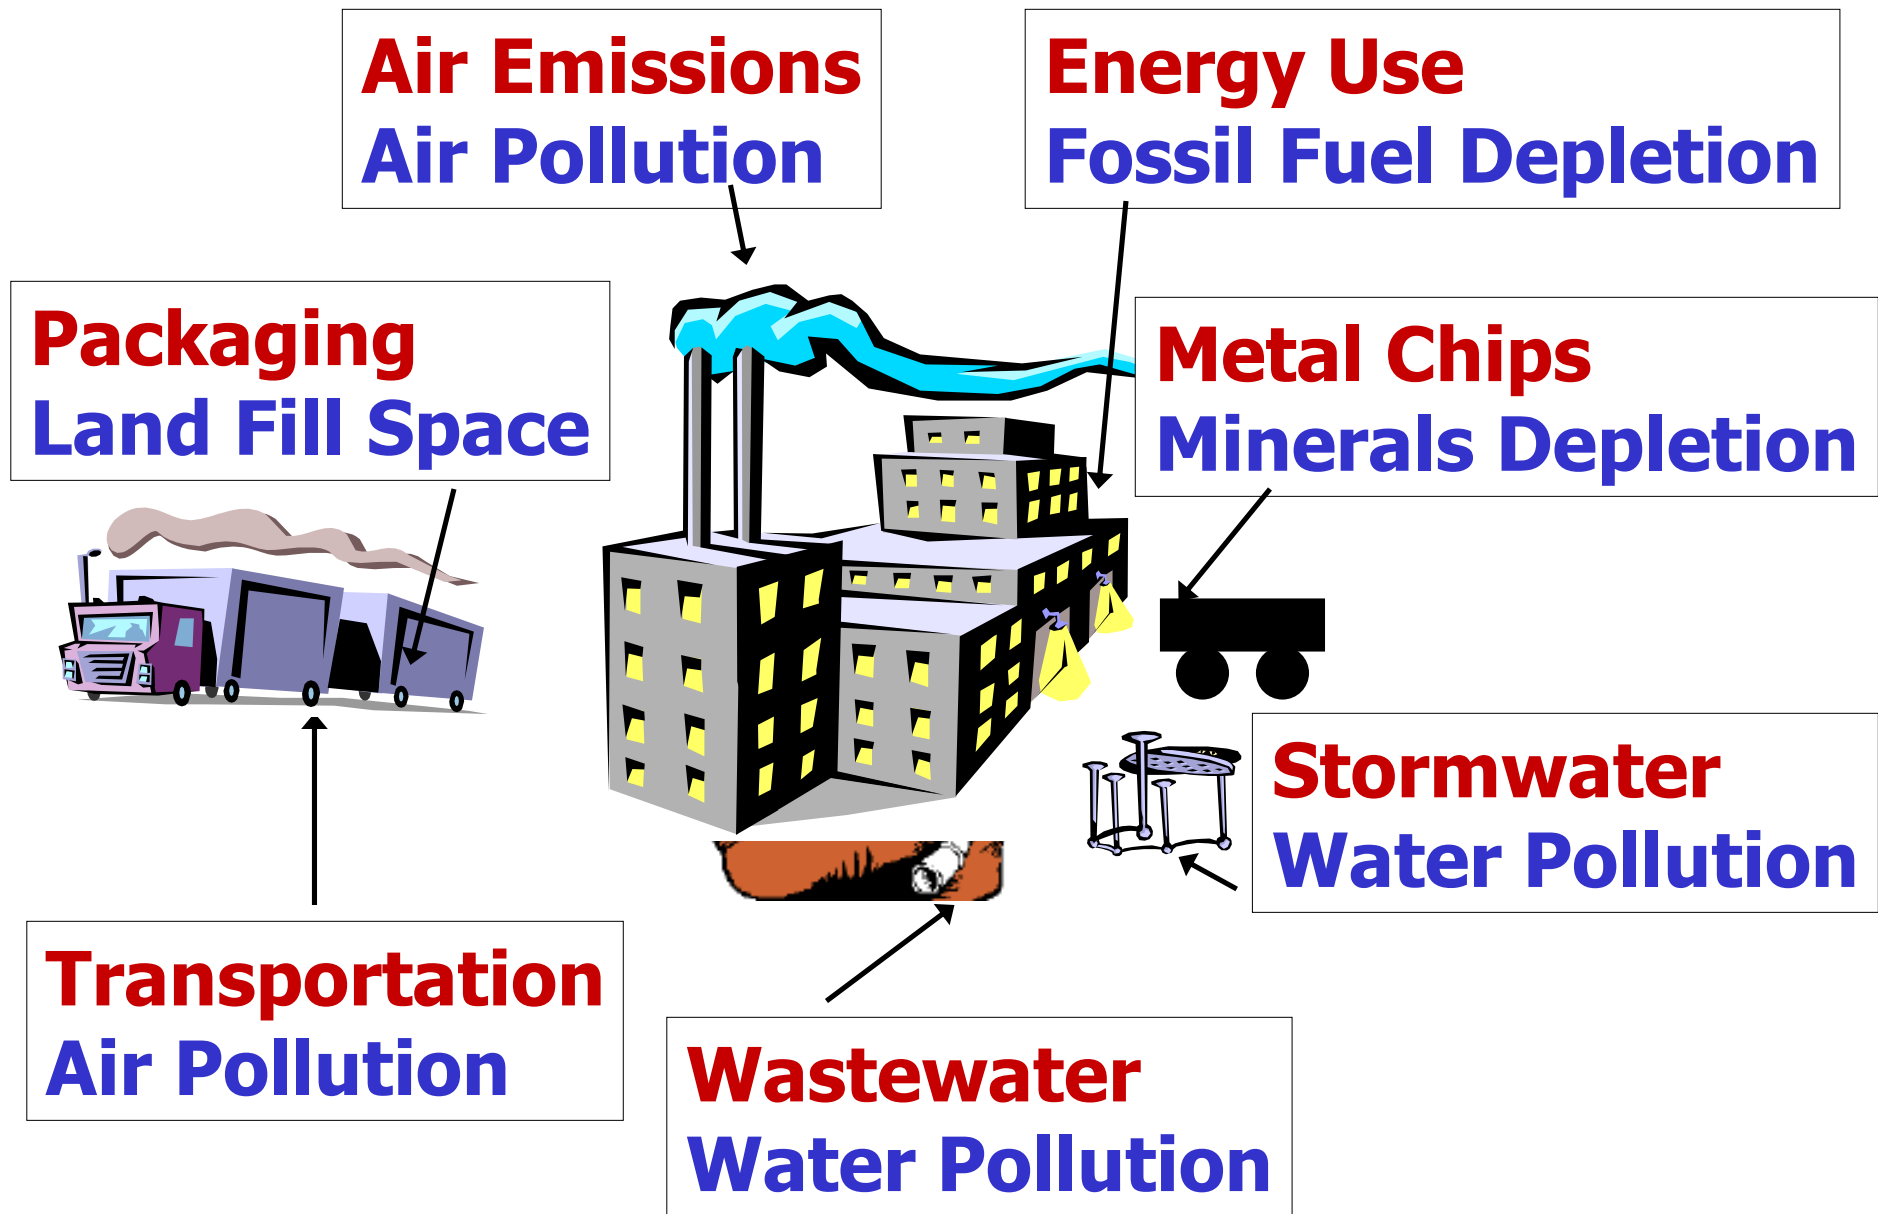 Air Emissions
Air Pollution
Energy Use
Fossil Fuel Depletion
Packaging
Land Fill Space
Metal Chips
Minerals Depletion
Stormwater
Water Pollution
Transportation
Air Pollution
Wastewater
Water Pollution